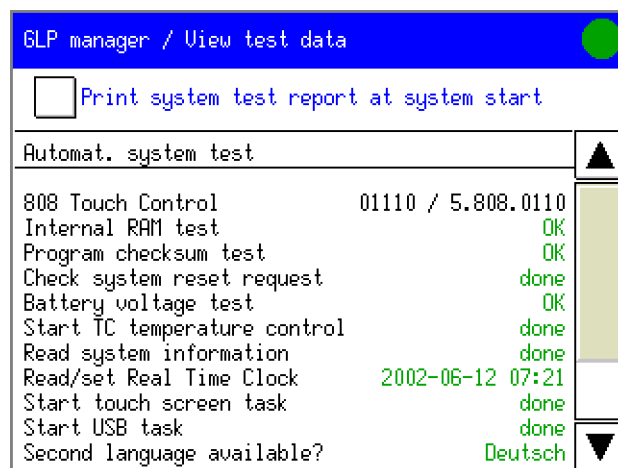 GLP manager / View test data
Print system test report at system start
Automat. system test
808 Touch Control 01110 / 5.808.0110
Internal RAM test OK
Program checksum test OK
Check system reset request done
Battery voltage test OK
Start TC temperature control done
Read system information done
Read/set Real Time Clock 2002-06-12 07:21
Start touch screen task done
Start USB task done
Second language available? Deutsch